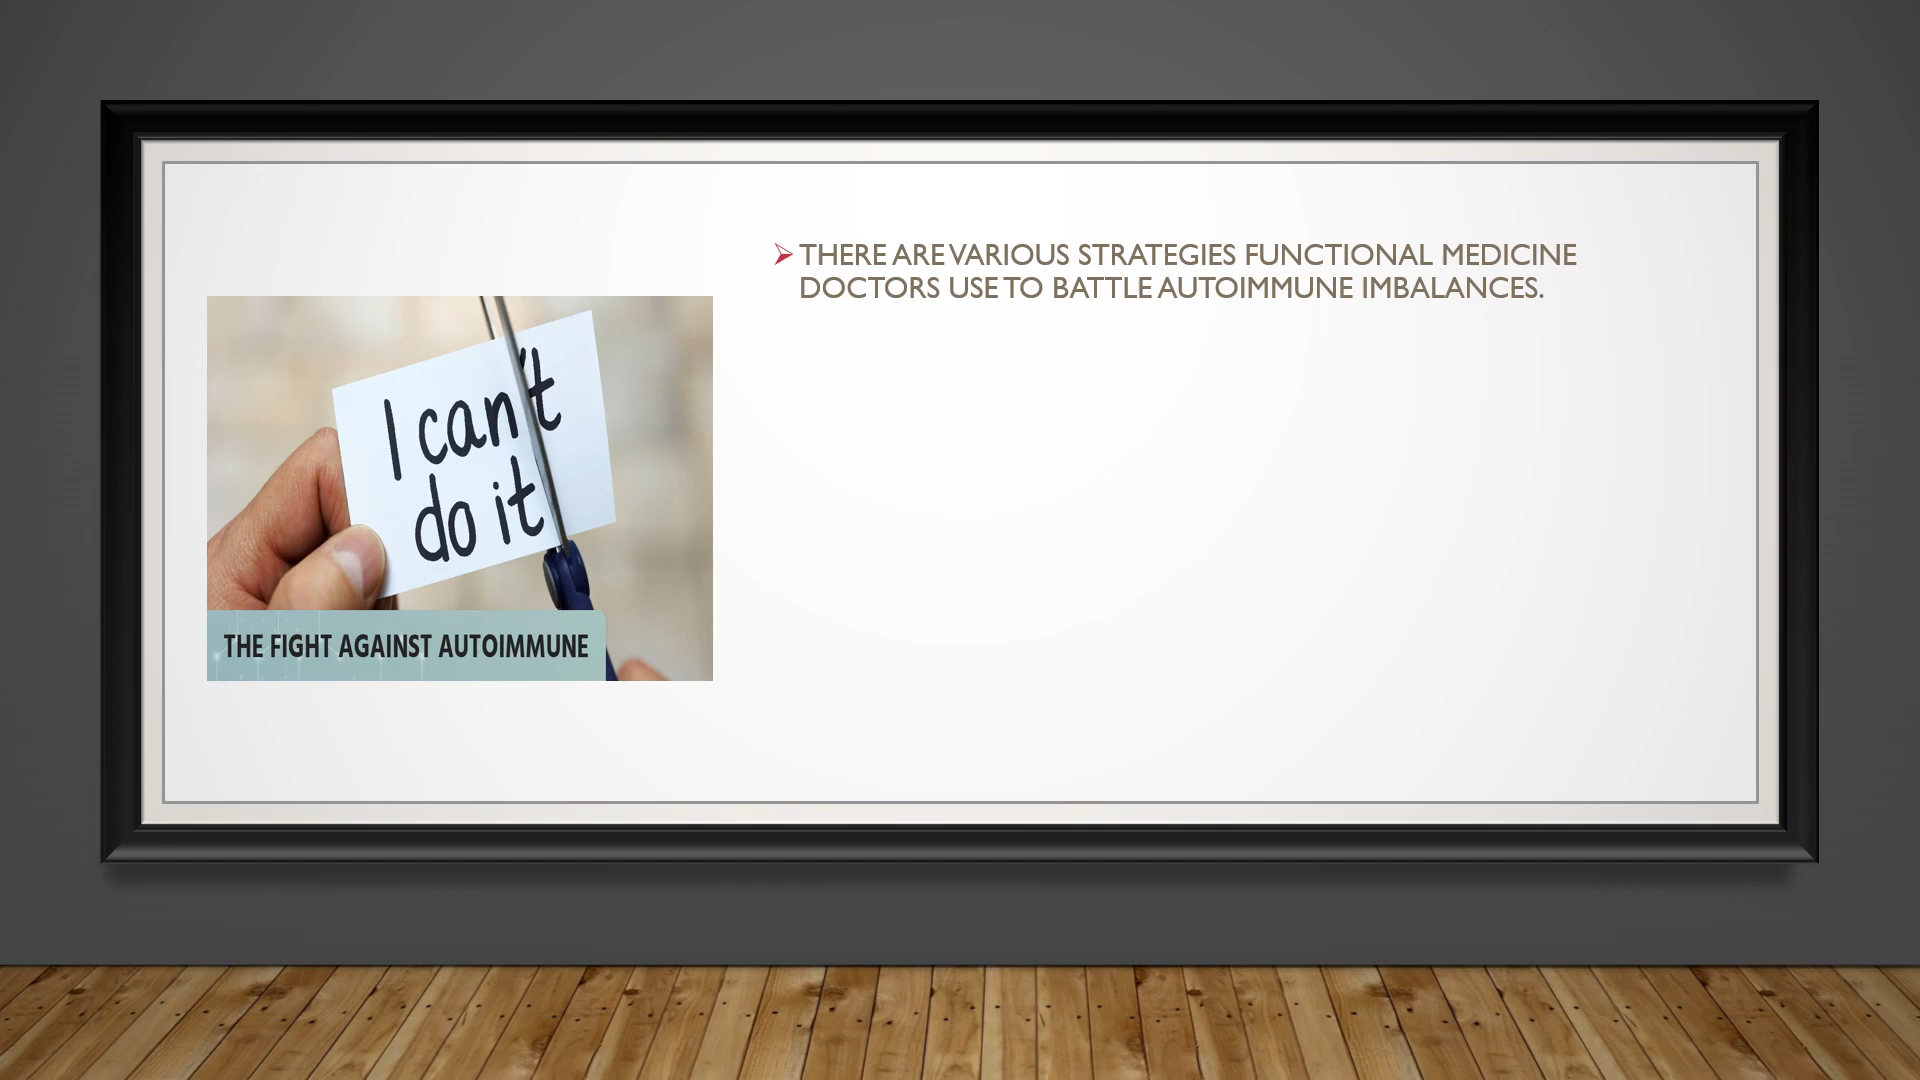 THERE ARE VARIOUS STRATEGIES FUNCTIONAL MEDICINE
DOCTORS USE TO BATTLE AUTOIMMUNE IMBALANCES.
I can't
do it
THE FIGHT AGAINST AUTOIMMUNE